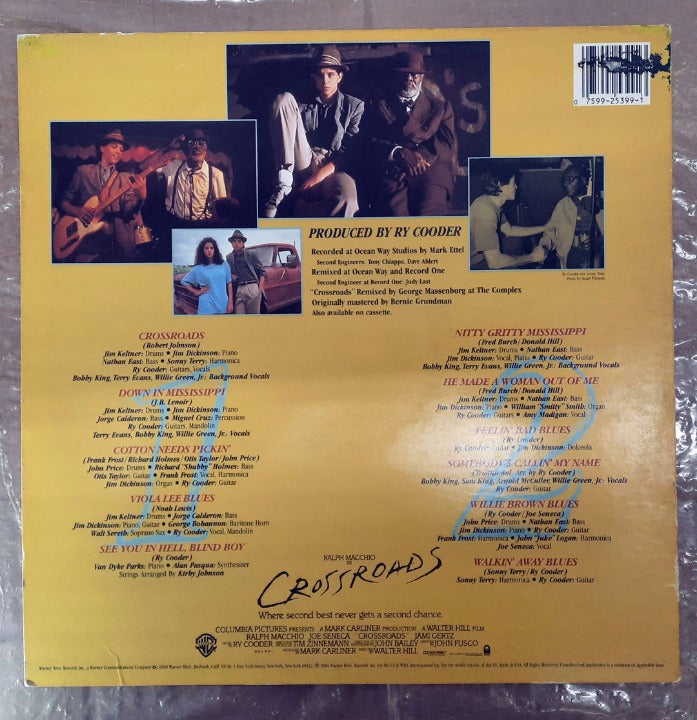 0 7599-25399-1
PRODUCED BY RY COODER
Recorded at Ocean Way Studios by Mark Ettel
Second Engineers: Tony Chiappa, Dave Ahlert
Remixed at Ocean Way and Record One
Second Engineer at Record One: Judy Last
"Crossroads" Remixed by George Massenburg at The Complex
Originally mastered by Bernie Grundman
Also available on cassette.
Ry Cooder and Sonny Terry
CROSSROADS
(Robert Johnson)
Jim Keltner: Drums • Jim Dickinson: Piano
Nathan East: Bass • Sonny Terry: Harmonica
Ry Cooder: Guitars, Vocals
Bobby King, Terry Evans, Willie Green, Jr.: Background Vocals
DOWN IN MISSISSIPPI
(J.B. Lenoir)
Jim Keltner: Drums • Jim Dickinson: Piano
Jorge Calderon: Bass • Miguel Cruz: Percussion
Ry Cooder: Guitars, Mandolin
Terry Evans, Bobby King, Willie Green, Jr.: Vocals
COTTON NEEDS PICKIN'
(Frank Frost/Richard Holmes/Otis Taylor/John Price)
John Price: Drums • Richard "Shubby" Holmes: Bass
Otis Taylor: Guitar • Frank Frost: Vocal, Harmonica
Jim Dickinson: Organ • Ry Cooder: Guitar
VIOLA LEE BLUES
(Noah Lewis)
Jim Keltner: Drums • Jorge Calderon: Bass
Jim Dickinson: Piano, Guitar • George Bohannon: Baritone Horn
Walt Sereth: Soprano Sax • Ry Cooder: Vocal, Mandolin
SEE YOU IN HELL, BLIND BOY
(Ry Cooder)
Van Dyke Parks: Piano • Alan Pasqua: Synthesizer
Strings Arranged by Kirby Johnson
NITTY GRITTY MISSISSIPPI
(Fred Burch/Donald Hill)
Jim Keltner: Drums • Nathan East: Bass
Jim Dickinson: Vocal, Piano • Ry Cooder: Guitar
Bobby King, Terry Evans, Willie Green, Jr.: Background Vocals
HE MADE A WOMAN OUT OF ME
(Fred Burch/Donald Hill)
Jim Keltner: Drums • Nathan East: Bass
Jim Dickinson: Piano • William "Smitty" Smith: Organ
Ry Cooder: Guitars • Amy Madigan: Vocal
FEELIN' BAD BLUES
(Ry Cooder)
Ry Cooder: Guitar • Jim Dickinson: Dolceola
SOMEBODY'S CALLIN' MY NAME
(Traditional, Arr. by Ry Cooder)
Bobby King, Sam King, Arnold McCuller, Willie Green, Jr.: Vocals
Ry Cooder: Guitar
WILLIE BROWN BLUES
(Ry Cooder/Joe Seneca)
John Price: Drums • Nathan East: Bass
Jim Dickinson: Piano • Ry Cooder: Guitar
Frank Frost: Harmonica • John "Juke" Logan: Harmonica
Joe Seneca: Vocal
WALKIN' AWAY BLUES
(Sonny Terry/Ry Cooder)
Sonny Terry: Harmonica • Ry Cooder: Guitar
1
2
RALPH MACCHIO
IN
CROSSROADS
Where second best never gets a second chance.
COLUMBIA PICTURES PRESENTS A MARK CARLINER PRODUCTION A WALTER HILL FILM
RALPH MACCHIO JOE SENECA "CROSSROADS" JAMI GERTZ
RY COODER TIM ZINNEMANN JOHN BAILEY JOHN FUSCO
MARK CARLINER WALTER HILL